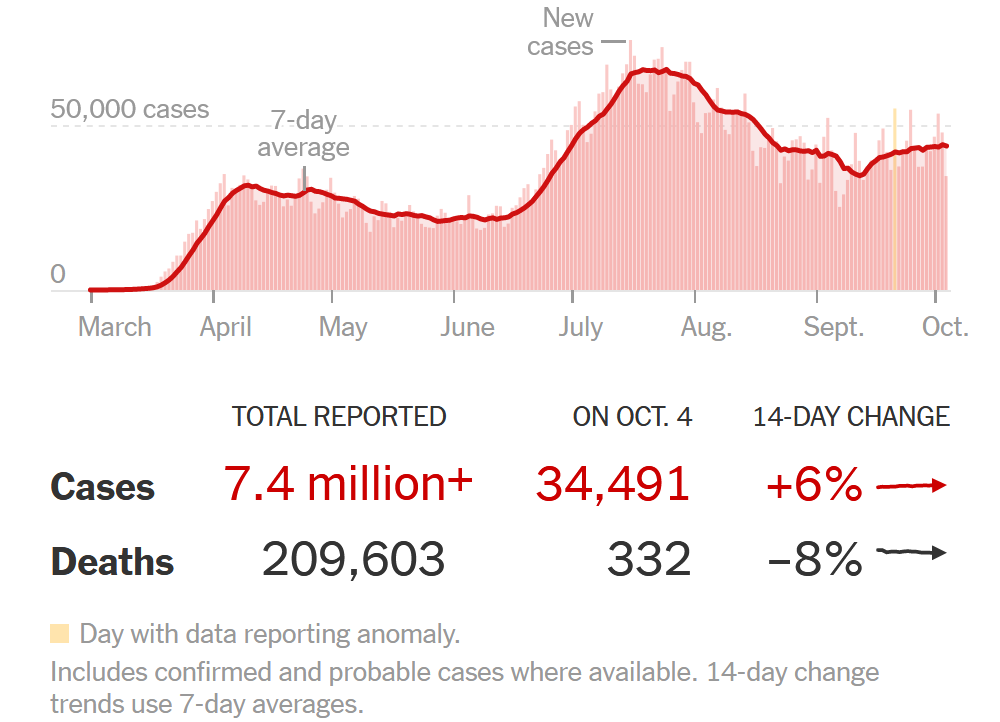 New
cases
50,000 cases
7-day
average
0
March April May June July Aug. Sept. Oct.
TOTAL REPORTED ON OCT. 4 14-DAY CHANGE
Cases 7.4 million+ 34,491 +6%
Deaths 209,603 332 –8%
Day with data reporting anomaly.
Includes confirmed and probable cases where available. 14-day change
trends use 7-day averages.